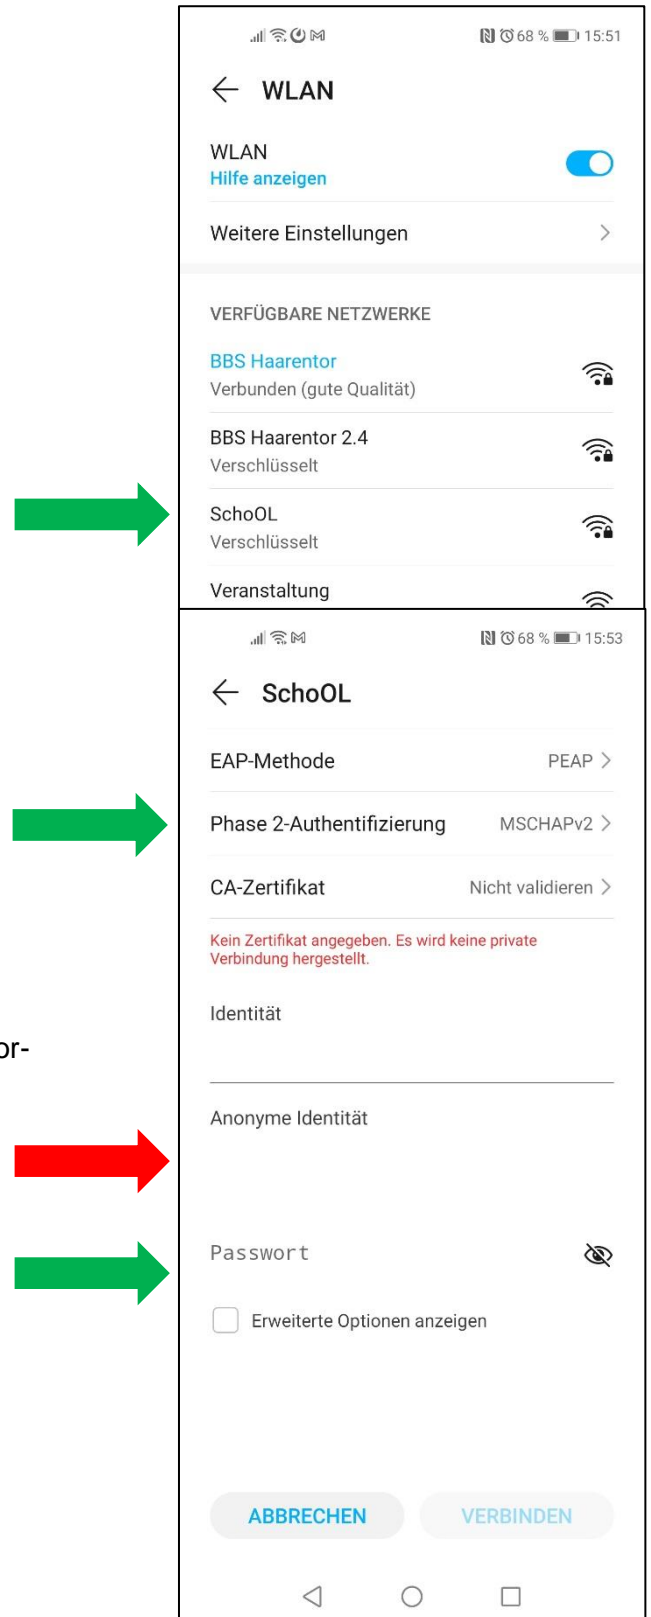 68 % 15:51
WLAN
WLAN
Hilfe anzeigen
Weitere Einstellungen
VERFÜGBARE NETZWERKE
BBS Haarentor
Verbunden (gute Qualität)
BBS Haarentor 2.4
Verschlüsselt
SchoOL
Verschlüsselt
Veranstaltung
68 % 15:53
SchoOL
EAP-Methode PEAP
Phase 2-Authentifizierung MSCHAPv2
CA-Zertifikat Nicht validieren
Kein Zertifikat angegeben. Es wird keine private
Verbindung hergestellt.
Identität
or-
Anonyme Identität
Passwort
Erweiterte Optionen anzeigen
ABBRECHEN VERBINDEN